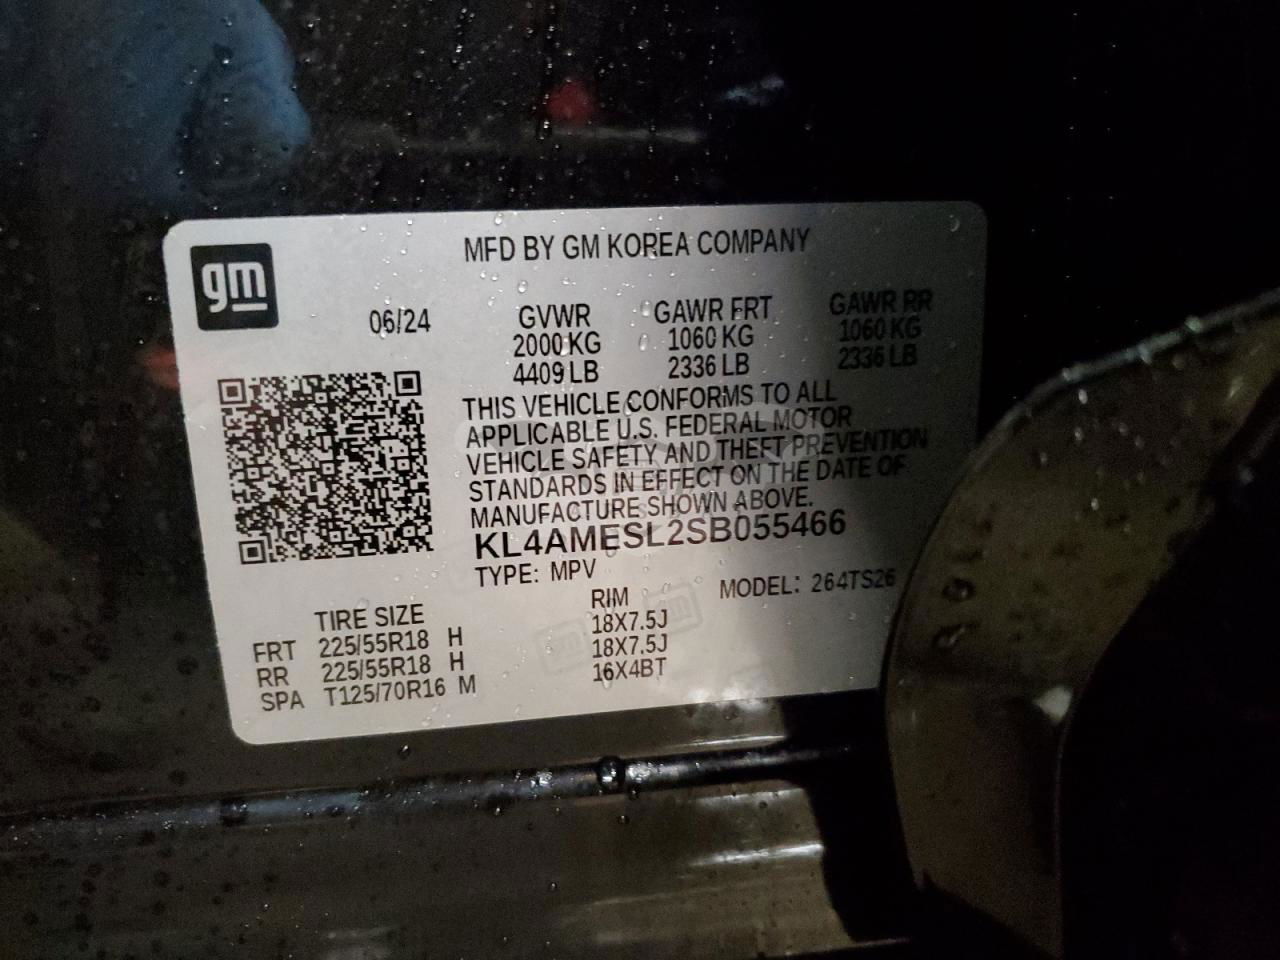 gm
MFD BY GM KOREA COMPANY
06/24 GVWR GAWR FRT GAWR RR
2000 KG 1060 KG 1060 KG
4409 LB 2336 LB 2336 LB
THIS VEHICLE CONFORMS TO ALL
APPLICABLE U.S. FEDERAL MOTOR
VEHICLE SAFETY AND THEFT PREVENTION
STANDARDS IN EFFECT ON THE DATE OF
MANUFACTURE SHOWN ABOVE.
KL4AMESL2SB055466
TYPE: MPV MODEL: 264TS26
TIRE SIZE RIM
FRT 225/55R18 H 18X7.5J
RR 225/55R18 H 18X7.5J
SPA T125/70R16 M 16X4BT